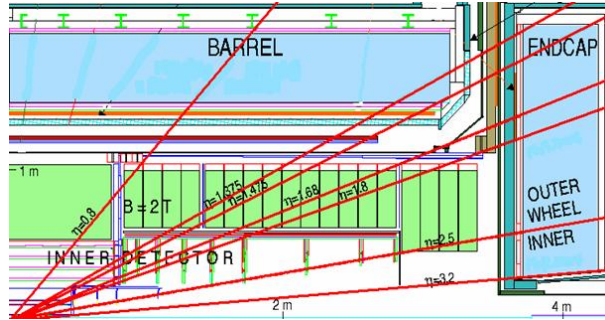 BARREL
ENDCAP
1 m
η=0.8
B=2T
η=1.375
η=1.475
η=1.68
η=1.8
OUTER
WHEEL
INNER
η=2.5
INNER DETECTOR
η=3.2
2 m
4 m